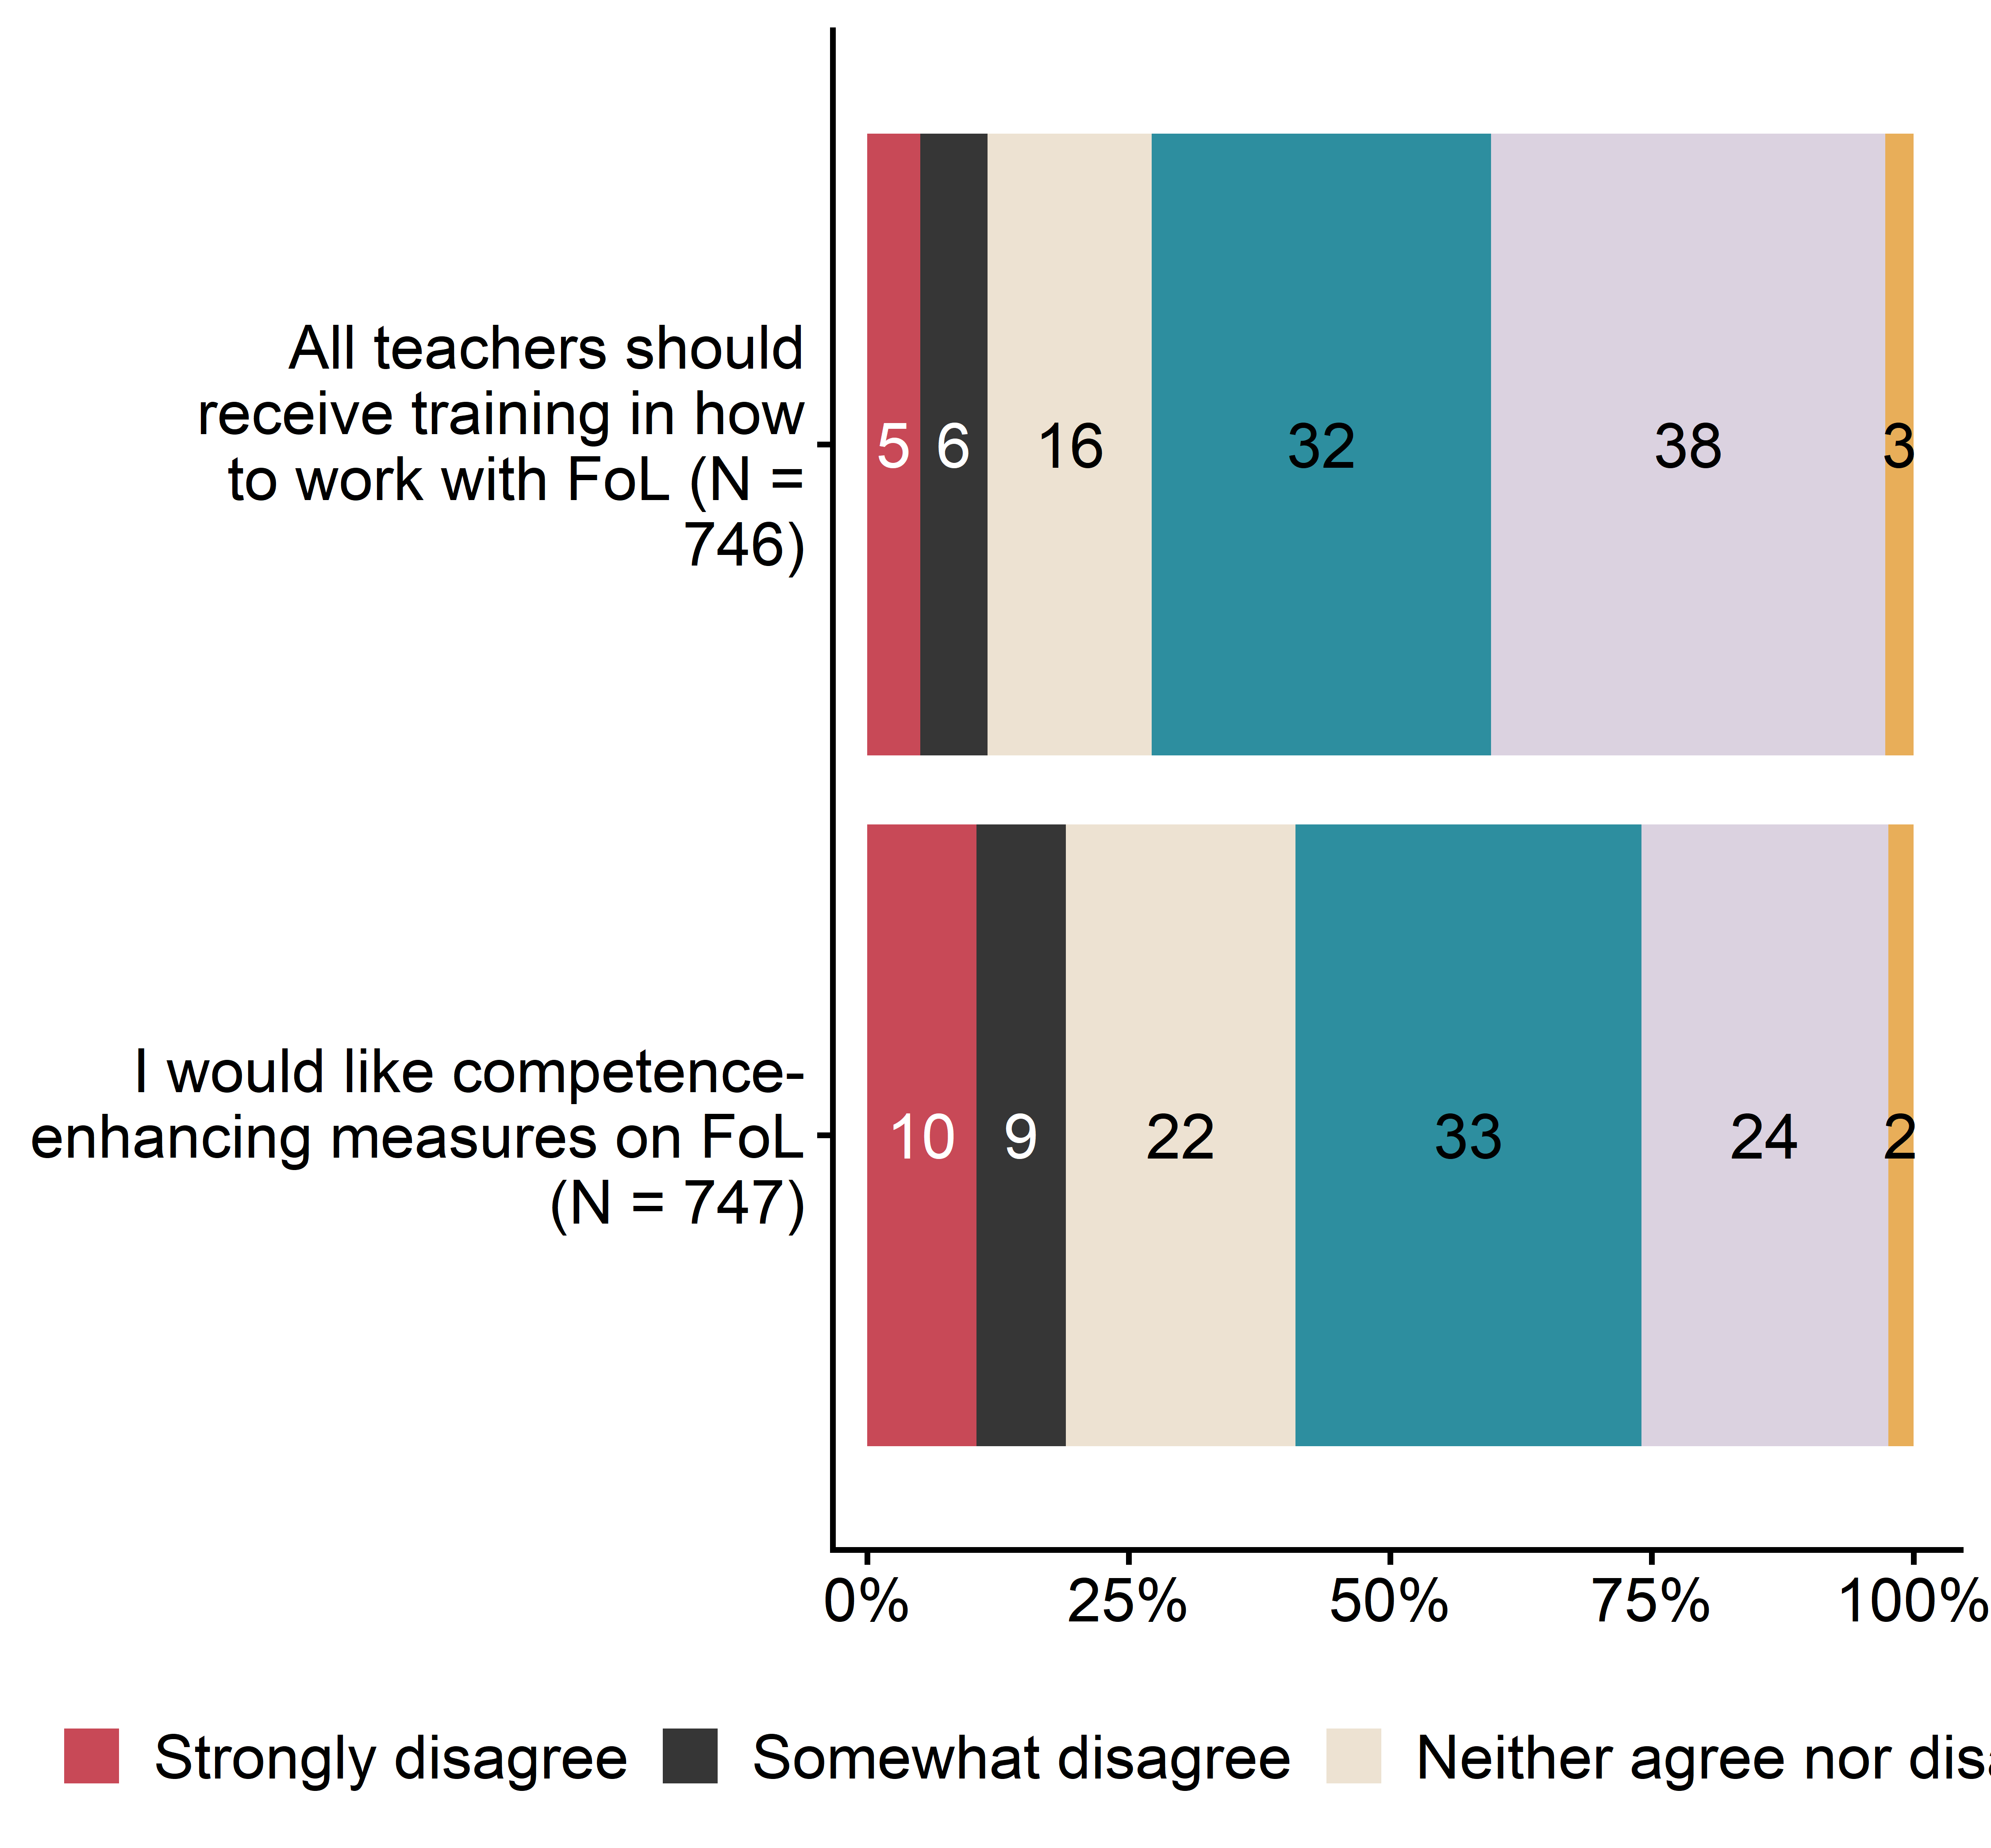 All teachers should
receive training in how
to work with FoL (N =
746)
5 6 16 32 38 3
I would like competence-
enhancing measures on FoL
(N = 747)
10 9 22 33 24 2
0% 25% 50% 75% 100%
Strongly disagree Somewhat disagree Neither agree nor disa